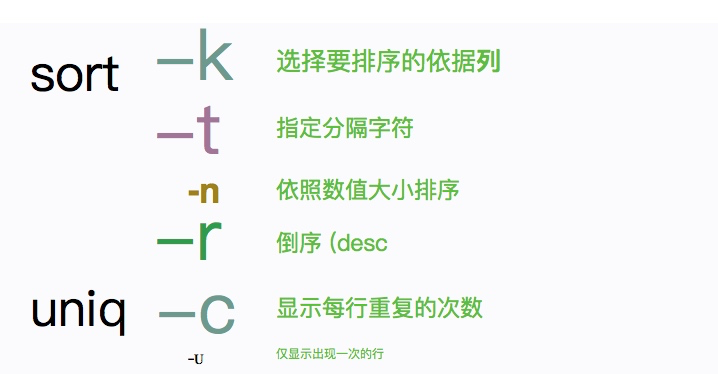 sort –k 选择要排序的依据列
–t 指定分隔字符
-n 依照数值大小排序
–r 倒序 (desc
uniq –c 显示每行重复的次数
–U 仅显示出现一次的行